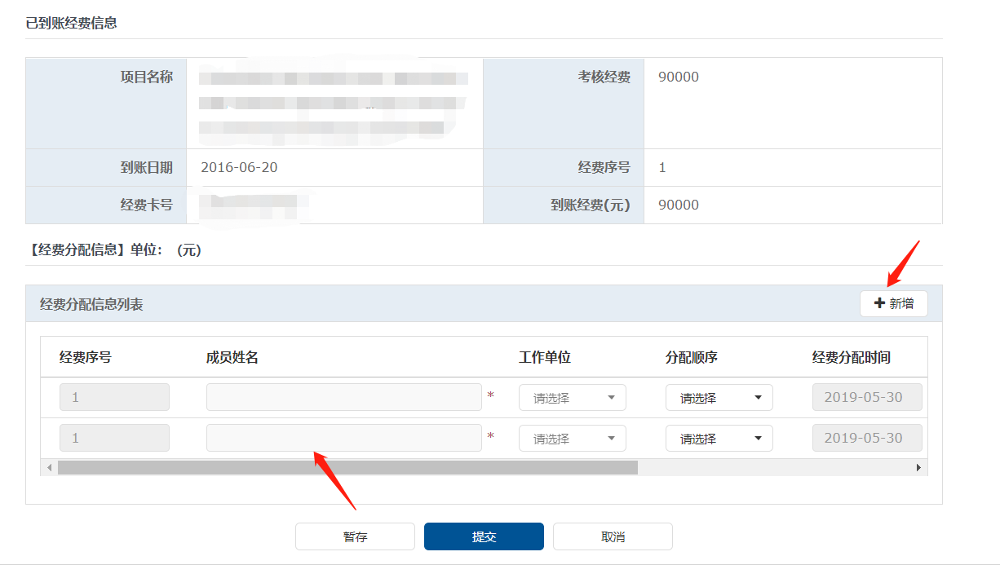 已到账经费信息
项目名称
考核经费 90000
到账日期 2016-06-20 经费序号 1
经费卡号
到账经费(元) 90000
【经费分配信息】单位：（元）
经费分配信息列表 新增
经费序号 成员姓名 工作单位 分配顺序 经费分配时间
1 * 请选择 请选择 2019-05-30
1 * 请选择 请选择 2019-05-30
暂存 提交 取消